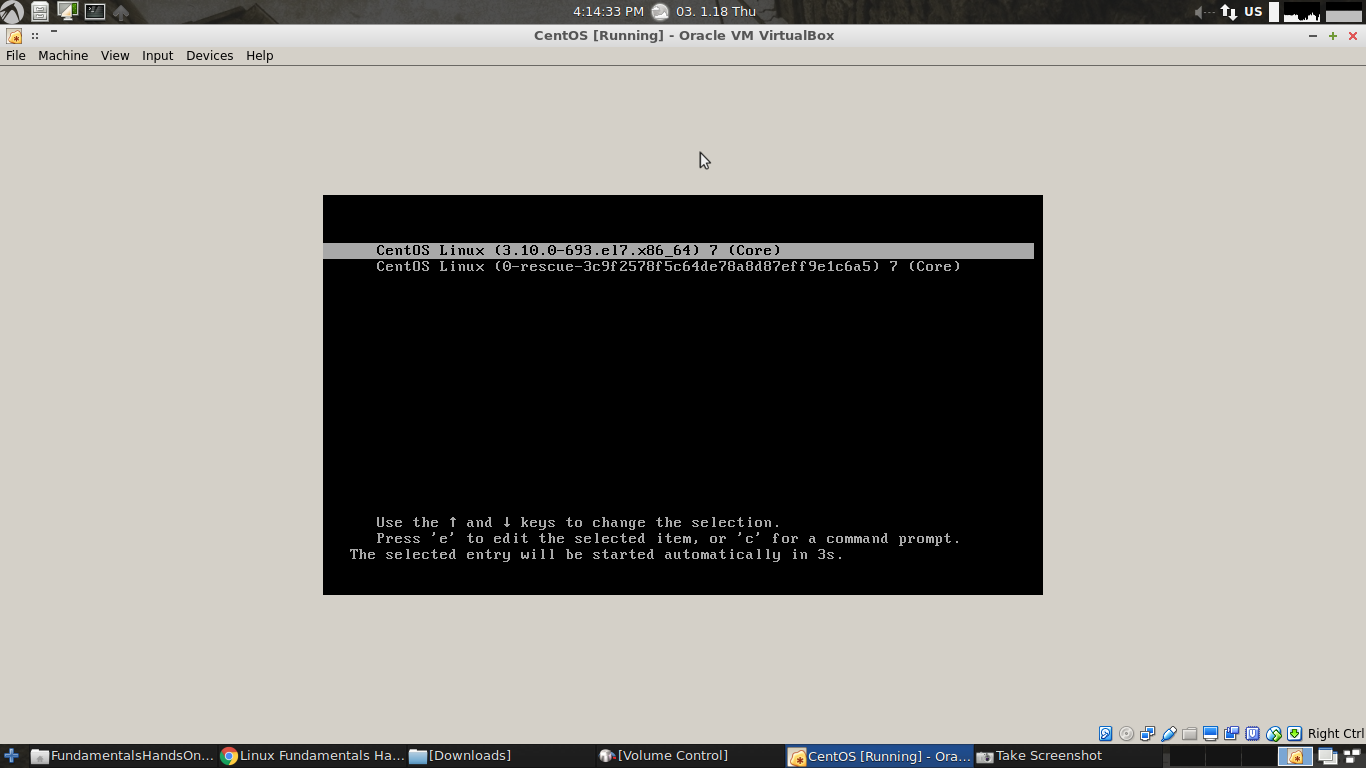 4:14:33 PM 03. 1.18 Thu US
CentOS [Running] - Oracle VM VirtualBox
File Machine View Input Devices Help
CentOS Linux (3.10.0-693.el7.x86_64) 7 (Core)
CentOS Linux (0-rescue-3c9f2578f5c64de78a8d87eff9e1c6a5) 7 (Core)
Use the ↑ and ↓ keys to change the selection.
Press 'e' to edit the selected item, or 'c' for a command prompt.
The selected entry will be started automatically in 3s.
Right Ctrl
FundamentalsHandsOn... Linux Fundamentals Ha... [Downloads] [Volume Control] CentOS [Running] - Ora... Take Screenshot